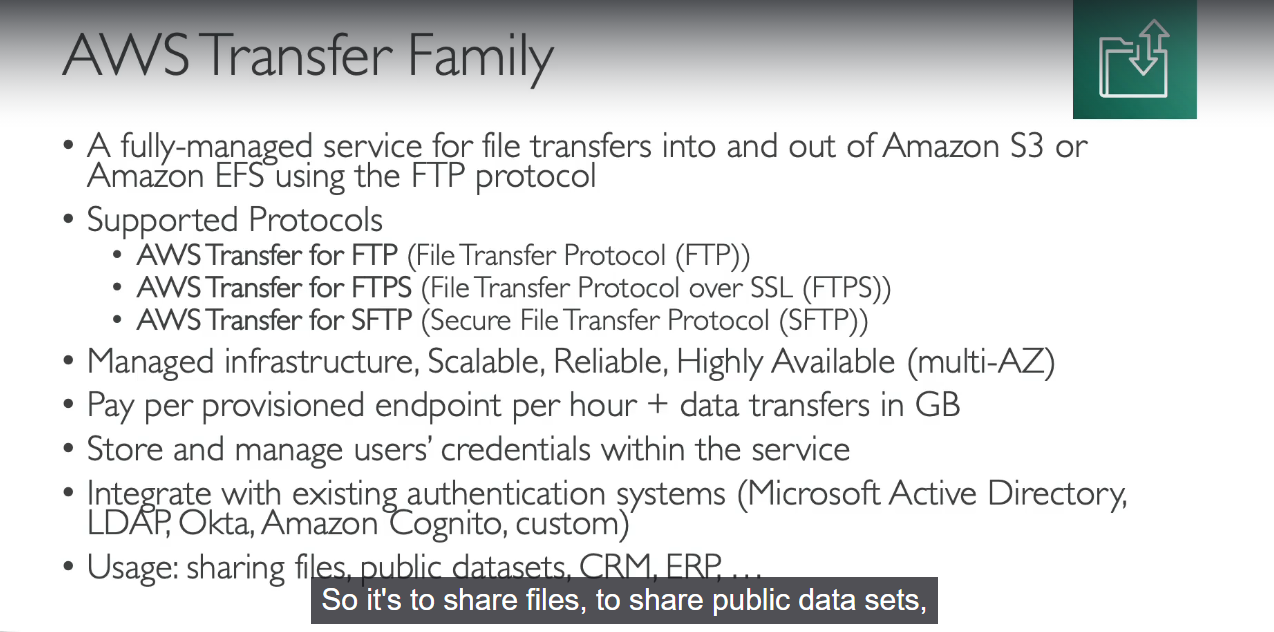 AWS Transfer Family
• A fully-managed service for file transfers into and out of Amazon S3 or
Amazon EFS using the FTP protocol
• Supported Protocols
• AWS Transfer for FTP (File Transfer Protocol (FTP))
• AWS Transfer for FTPS (File Transfer Protocol over SSL (FTPS))
• AWS Transfer for SFTP (Secure File Transfer Protocol (SFTP))
• Managed infrastructure, Scalable, Reliable, Highly Available (multi-AZ)
• Pay per provisioned endpoint per hour + data transfers in GB
• Store and manage users’ credentials within the service
• Integrate with existing authentication systems (Microsoft Active Directory,
LDAP, Okta, Amazon Cognito, custom)
• Usage: sharing files, public datasets, CRM, ERP, …
So it's to share files, to share public data sets,